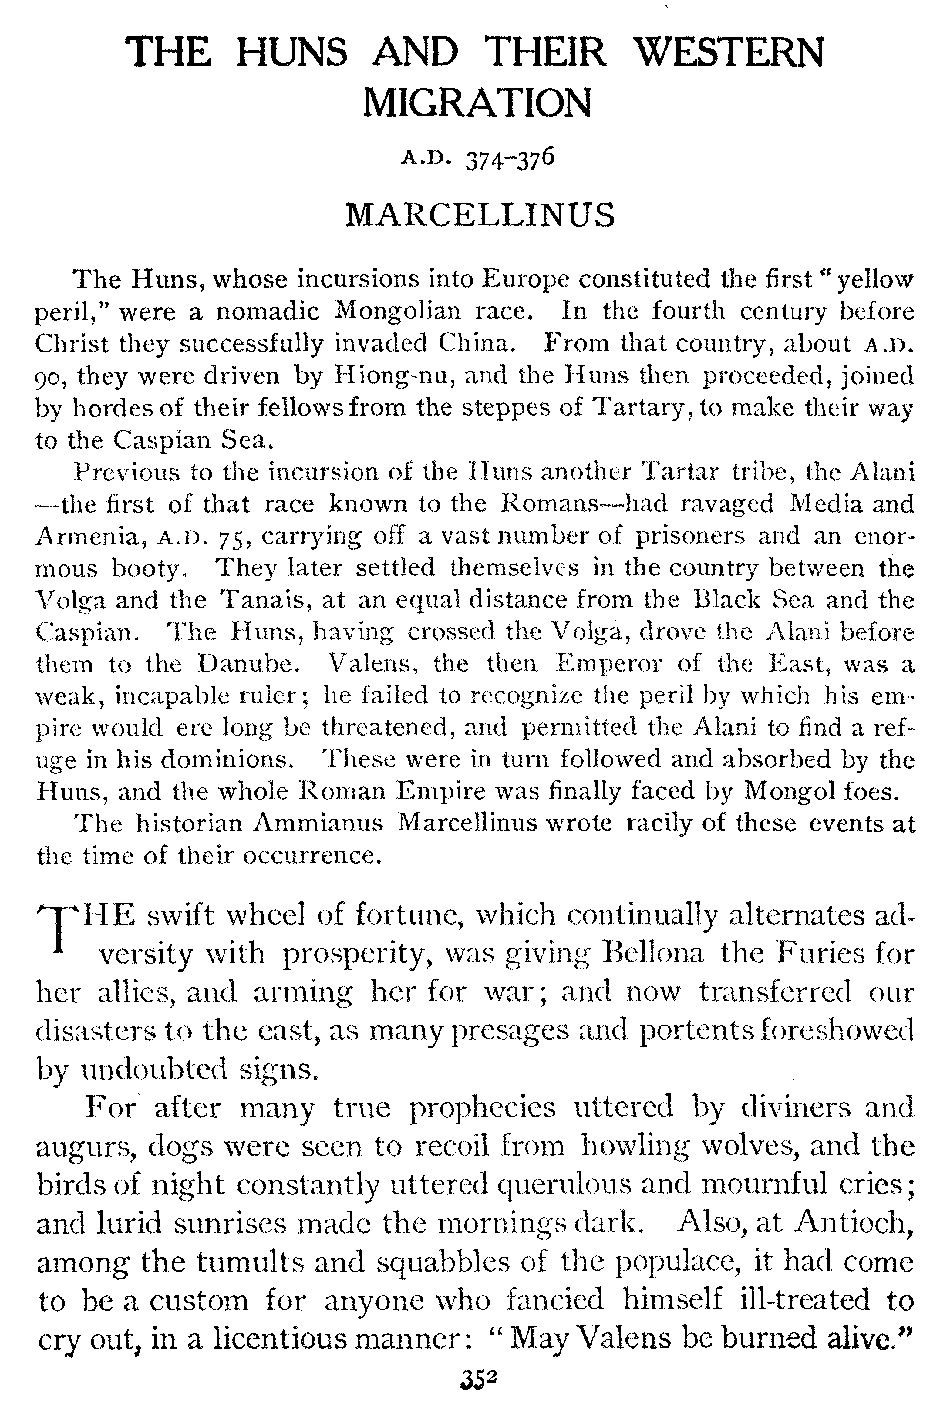 THE HUNS AND THEIR WESTERN
MIGRATION
A.D. 374-376
MARCELLINUS
The Huns, whose incursions into Europe constituted the first "yellow
peril," were a nomadic Mongolian race. In the fourth century before
Christ they successfully invaded China. From that country, about A.D.
90, they were driven by Hiong-nu, and the Huns then proceeded, joined
by hordes of their fellows from the steppes of Tartary, to make their way
to the Caspian Sea.
Previous to the incursion of the Huns another Tartar tribe, the Alani
—the first of that race known to the Romans—had ravaged Media and
Armenia, A.D. 75, carrying off a vast number of prisoners and an enor-
mous booty. They later settled themselves in the country between the
Volga and the Tanais, at an equal distance from the Black Sea and the
Caspian. The Huns, having crossed the Volga, drove the Alani before
them to the Danube. Valens, the then Emperor of the East, was a
weak, incapable ruler; he failed to recognize the peril by which his em-
pire would ere long be threatened, and permitted the Alani to find a ref-
uge in his dominions. These were in turn followed and absorbed by the
Huns, and the whole Roman Empire was finally faced by Mongol foes.
The historian Ammianus Marcellinus wrote racily of these events at
the time of their occurrence.
THE swift wheel of fortune, which continually alternates ad-
versity with prosperity, was giving Bellona the Furies for
her allies, and arming her for war; and now transferred our
disasters to the east, as many presages and portents foreshowed
by undoubted signs.
For after many true prophecies uttered by diviners and
augurs, dogs were seen to recoil from howling wolves, and the
birds of night constantly uttered querulous and mournful cries;
and lurid sunrises made the mornings dark. Also, at Antioch,
among the tumults and squabbles of the populace, it had come
to be a custom for anyone who fancied himself ill-treated to
cry out, in a licentious manner: "May Valens be burned alive."
352